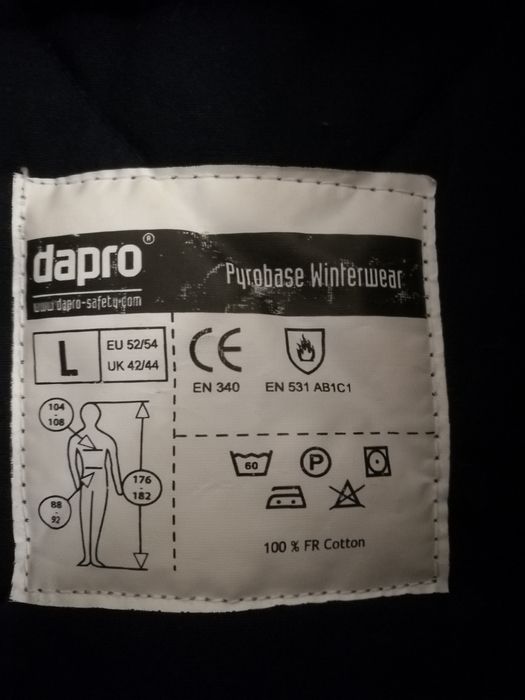 dapro®
www.dapro-safety.com
Pyrobase Winterwear
L
EU 52/54
UK 42/44
CE
EN 340
EN 531 AB1C1
104
-
108
176
-
182
88
-
92
60
P
100 % FR Cotton